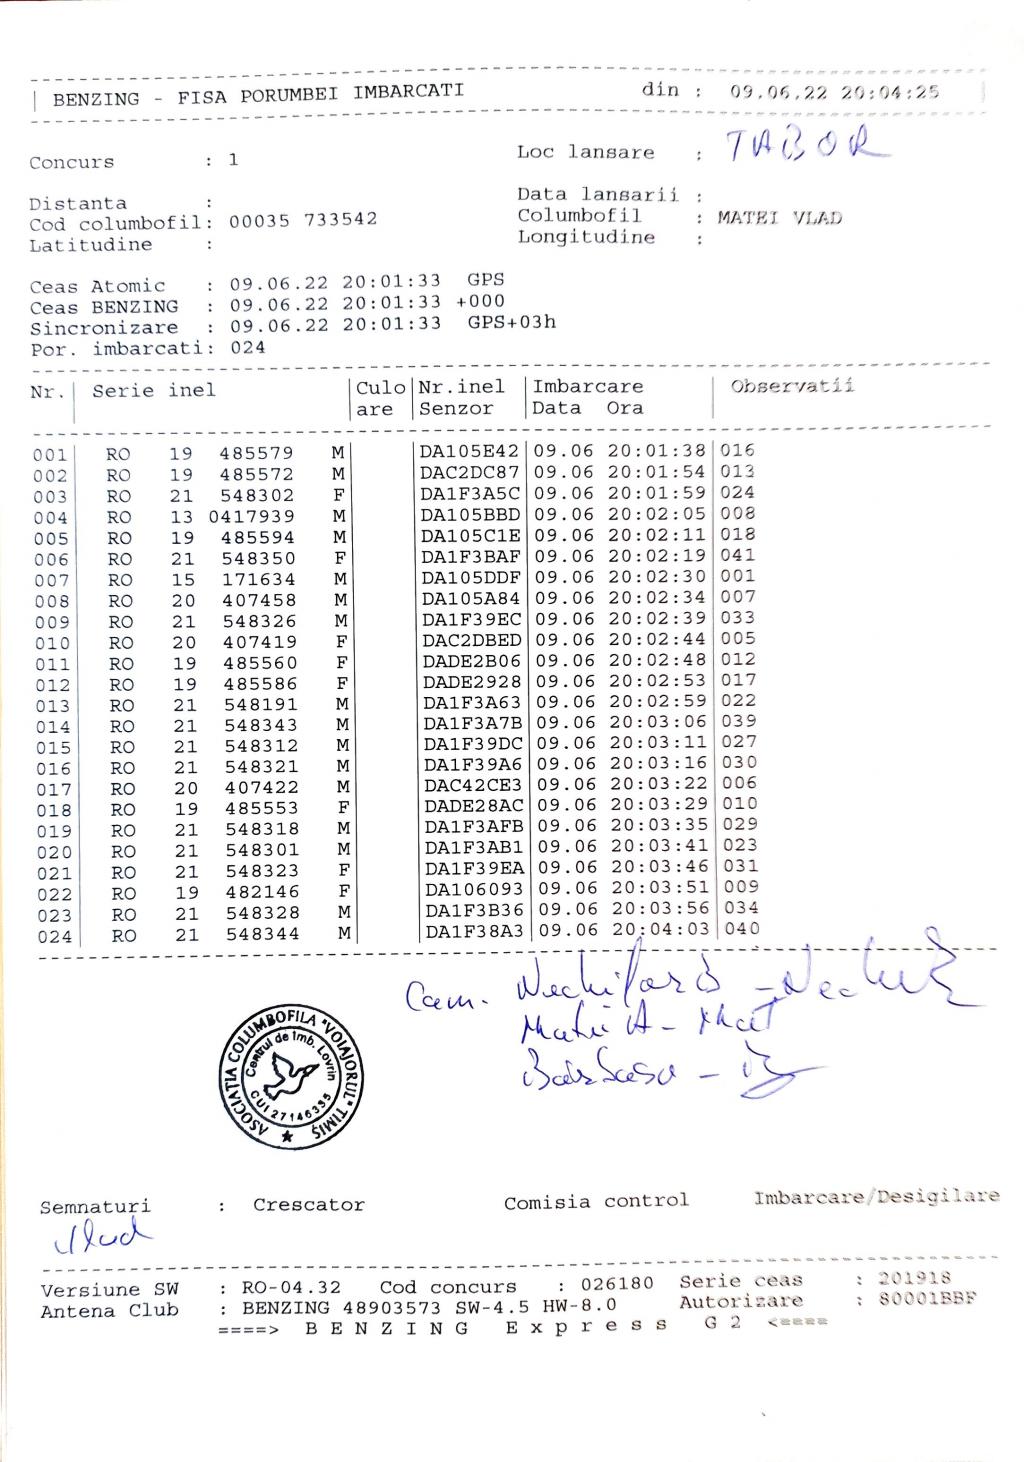 BENZING - FISA PORUMBEI IMBARCATI din : 09.06.22 20:04:25
Concurs : 1 Loc lansare : TABOR
Distanta : Data lansarii :
Cod columbofil: 00035 733542 Columbofil : MATEI VLAD
Latitudine : Longitudine :
Ceas Atomic : 09.06.22 20:01:33 GPS
Ceas BENZING : 09.06.22 20:01:33 +000
Sincronizare : 09.06.22 20:01:33 GPS+03h
Por. imbarcati: 024
Nr. Serie inel Culo Nr.inel Imbarcare Observatii
are Senzor Data Ora
001 RO 19 485579 M DA105E42 09.06 20:01:38 016
002 RO 19 485572 M DAC2DC87 09.06 20:01:54 013
003 RO 21 548302 F DA1F3A5C 09.06 20:01:59 024
004 RO 13 0417939 M DA105BBD 09.06 20:02:05 008
005 RO 19 485594 M DA105C1E 09.06 20:02:11 018
006 RO 21 548350 F DA1F3BAF 09.06 20:02:19 041
007 RO 15 171634 M DA105DDF 09.06 20:02:30 001
008 RO 20 407458 M DA105A84 09.06 20:02:34 007
009 RO 21 548326 M DA1F39EC 09.06 20:02:39 033
010 RO 20 407419 F DAC2DBED 09.06 20:02:44 005
011 RO 19 485560 F DADE2B06 09.06 20:02:48 012
012 RO 19 485586 F DADE2928 09.06 20:02:53 017
013 RO 21 548191 M DA1F3A63 09.06 20:02:59 022
014 RO 21 548343 M DA1F3A7B 09.06 20:03:06 039
015 RO 21 548312 M DA1F39DC 09.06 20:03:11 027
016 RO 21 548321 M DA1F39A6 09.06 20:03:16 030
017 RO 20 407422 M DAC42CE3 09.06 20:03:22 006
018 RO 19 485553 F DADE28AC 09.06 20:03:29 010
019 RO 21 548318 M DA1F3AFB 09.06 20:03:35 029
020 RO 21 548301 M DA1F3AB1 09.06 20:03:41 023
021 RO 21 548323 F DA1F39EA 09.06 20:03:46 031
022 RO 19 482146 F DA106093 09.06 20:03:51 009
023 RO 21 548328 M DA1F3B36 09.06 20:03:56 034
024 RO 21 548344 M DA1F38A3 09.06 20:04:03 040
Com. Nechifor
ASOCIATIA COLUMBOFILA "VOIAJORUL" TIMIŞ
Centrul de Imb. Lovrin
CUI 27146335
Semnaturi : Crescator Comisia control Imbarcare/Desigilare
Vlad
Versiune SW : RO-04.32 Cod concurs : 026180 Serie ceas : 201918
Antena Club : BENZING 48903573 SW-4.5 HW-8.0 Autorizare : 80001BBF
====> B E N Z I N G E x p r e s s G 2 <====